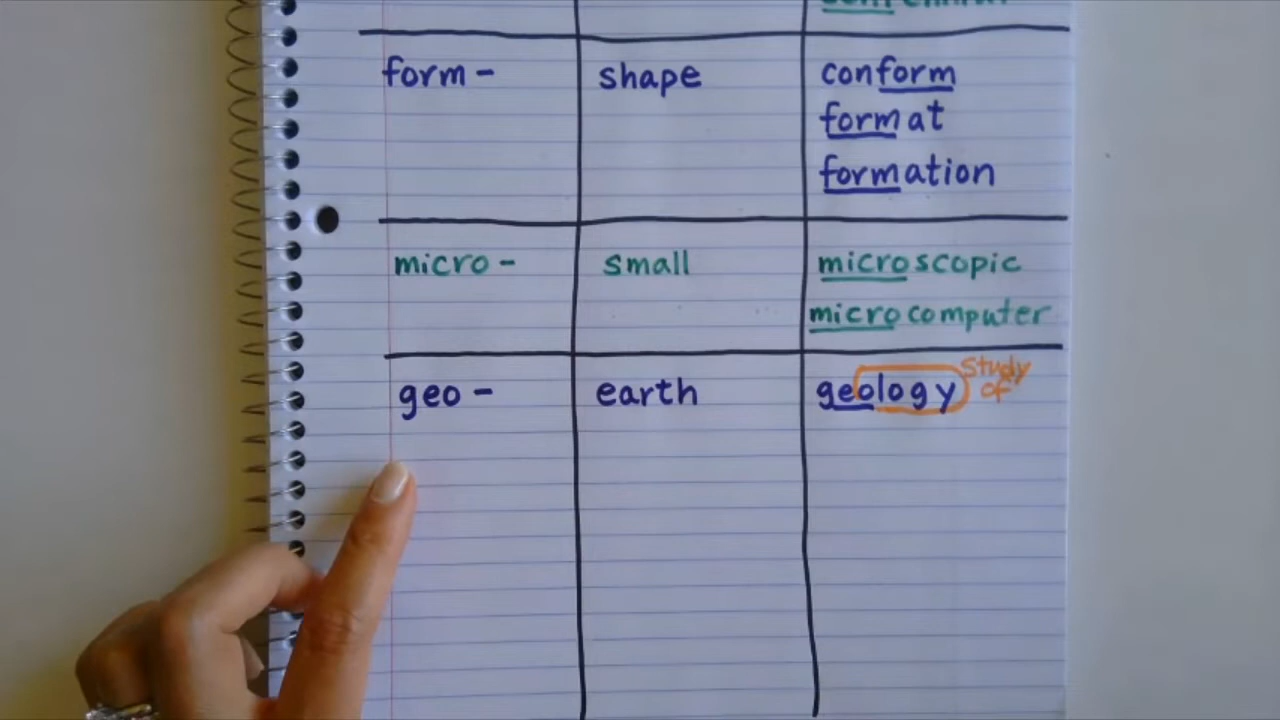 form - shape conform
format
formation
micro - small microscopic
microcomputer
geo - earth geology study of